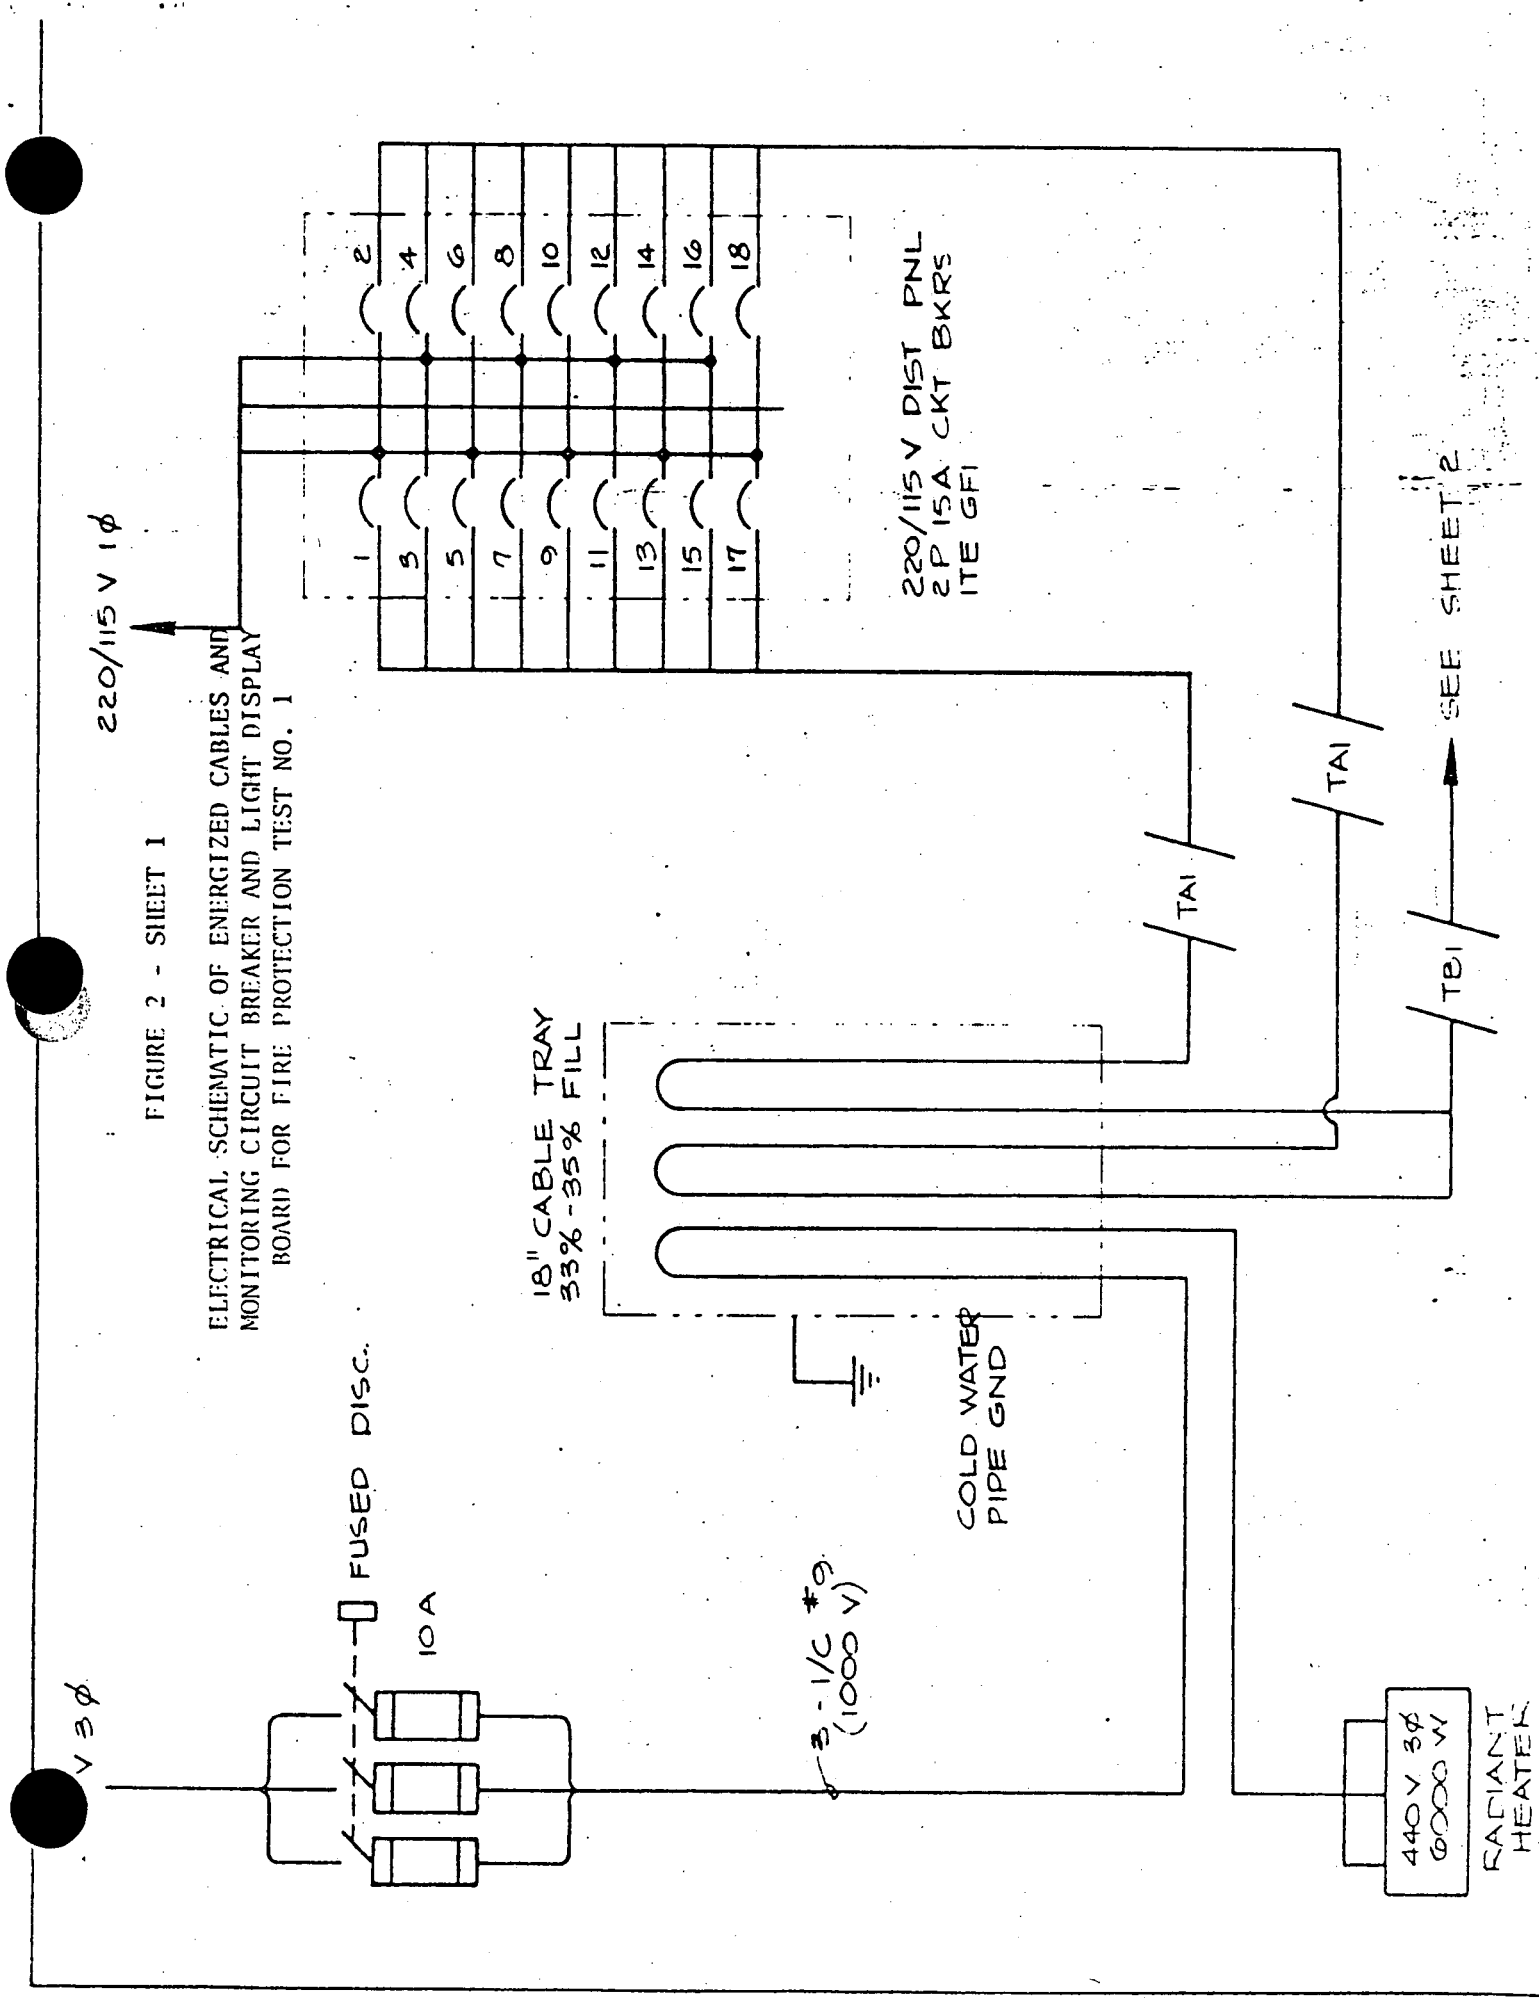 FIGURE 2 - SHEET 1
ELECTRICAL SCHEMATIC OF ENERGIZED CABLES AND
MONITORING CIRCUIT BREAKER AND LIGHT DISPLAY
BOARD FOR FIRE PROTECTION TEST NO. 1
V 3Ø
FUSED DISC.
10 A
3 - 1/C #9
(1000 V)
440 V 3Ø
6000 W
RADIANT
HEATER
18" CABLE TRAY
33% - 35% FILL
COLD WATER
PIPE GND
TA1
TA1
TB1
SEE SHEET 2
220/115 V 1Ø
1 2
3 4
5 6
7 8
9 10
11 12
13 14
15 16
17 18
220/115 V DIST PNL
2 P 15A CKT BKRS
ITE GFI